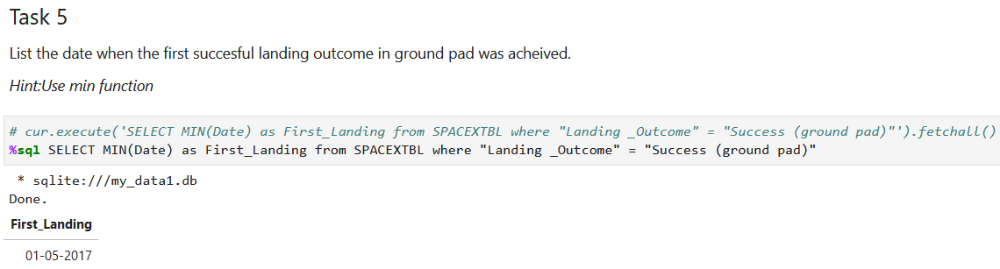 Task 5
List the date when the first succesful landing outcome in ground pad was acheived.
Hint:Use min function
# cur.execute('SELECT MIN(Date) as First_Landing from SPACEXTBL where "Landing _Outcome" = "Success (ground pad)"').fetchall()
%sql SELECT MIN(Date) as First_Landing from SPACEXTBL where "Landing _Outcome" = "Success (ground pad)"
* sqlite:///my_data1.db
Done.
First_Landing
01-05-2017